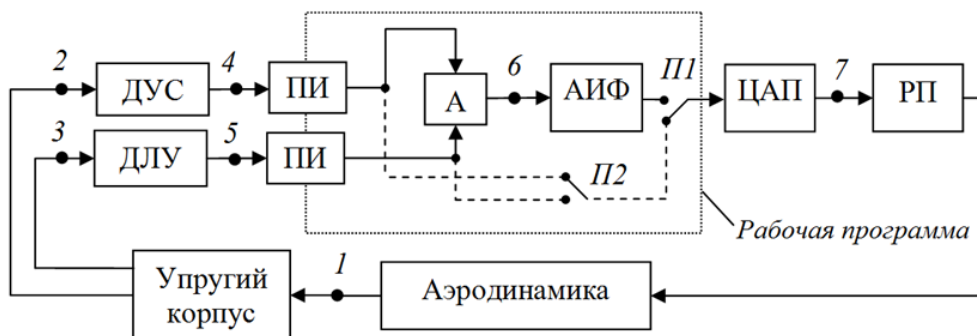 2
4
6
П1
7
ДУС
ПИ
А
АИФ
ЦАП
РП
3
5
ДЛУ
ПИ
П2
Рабочая программа
Упругий
корпус
1
Аэродинамика